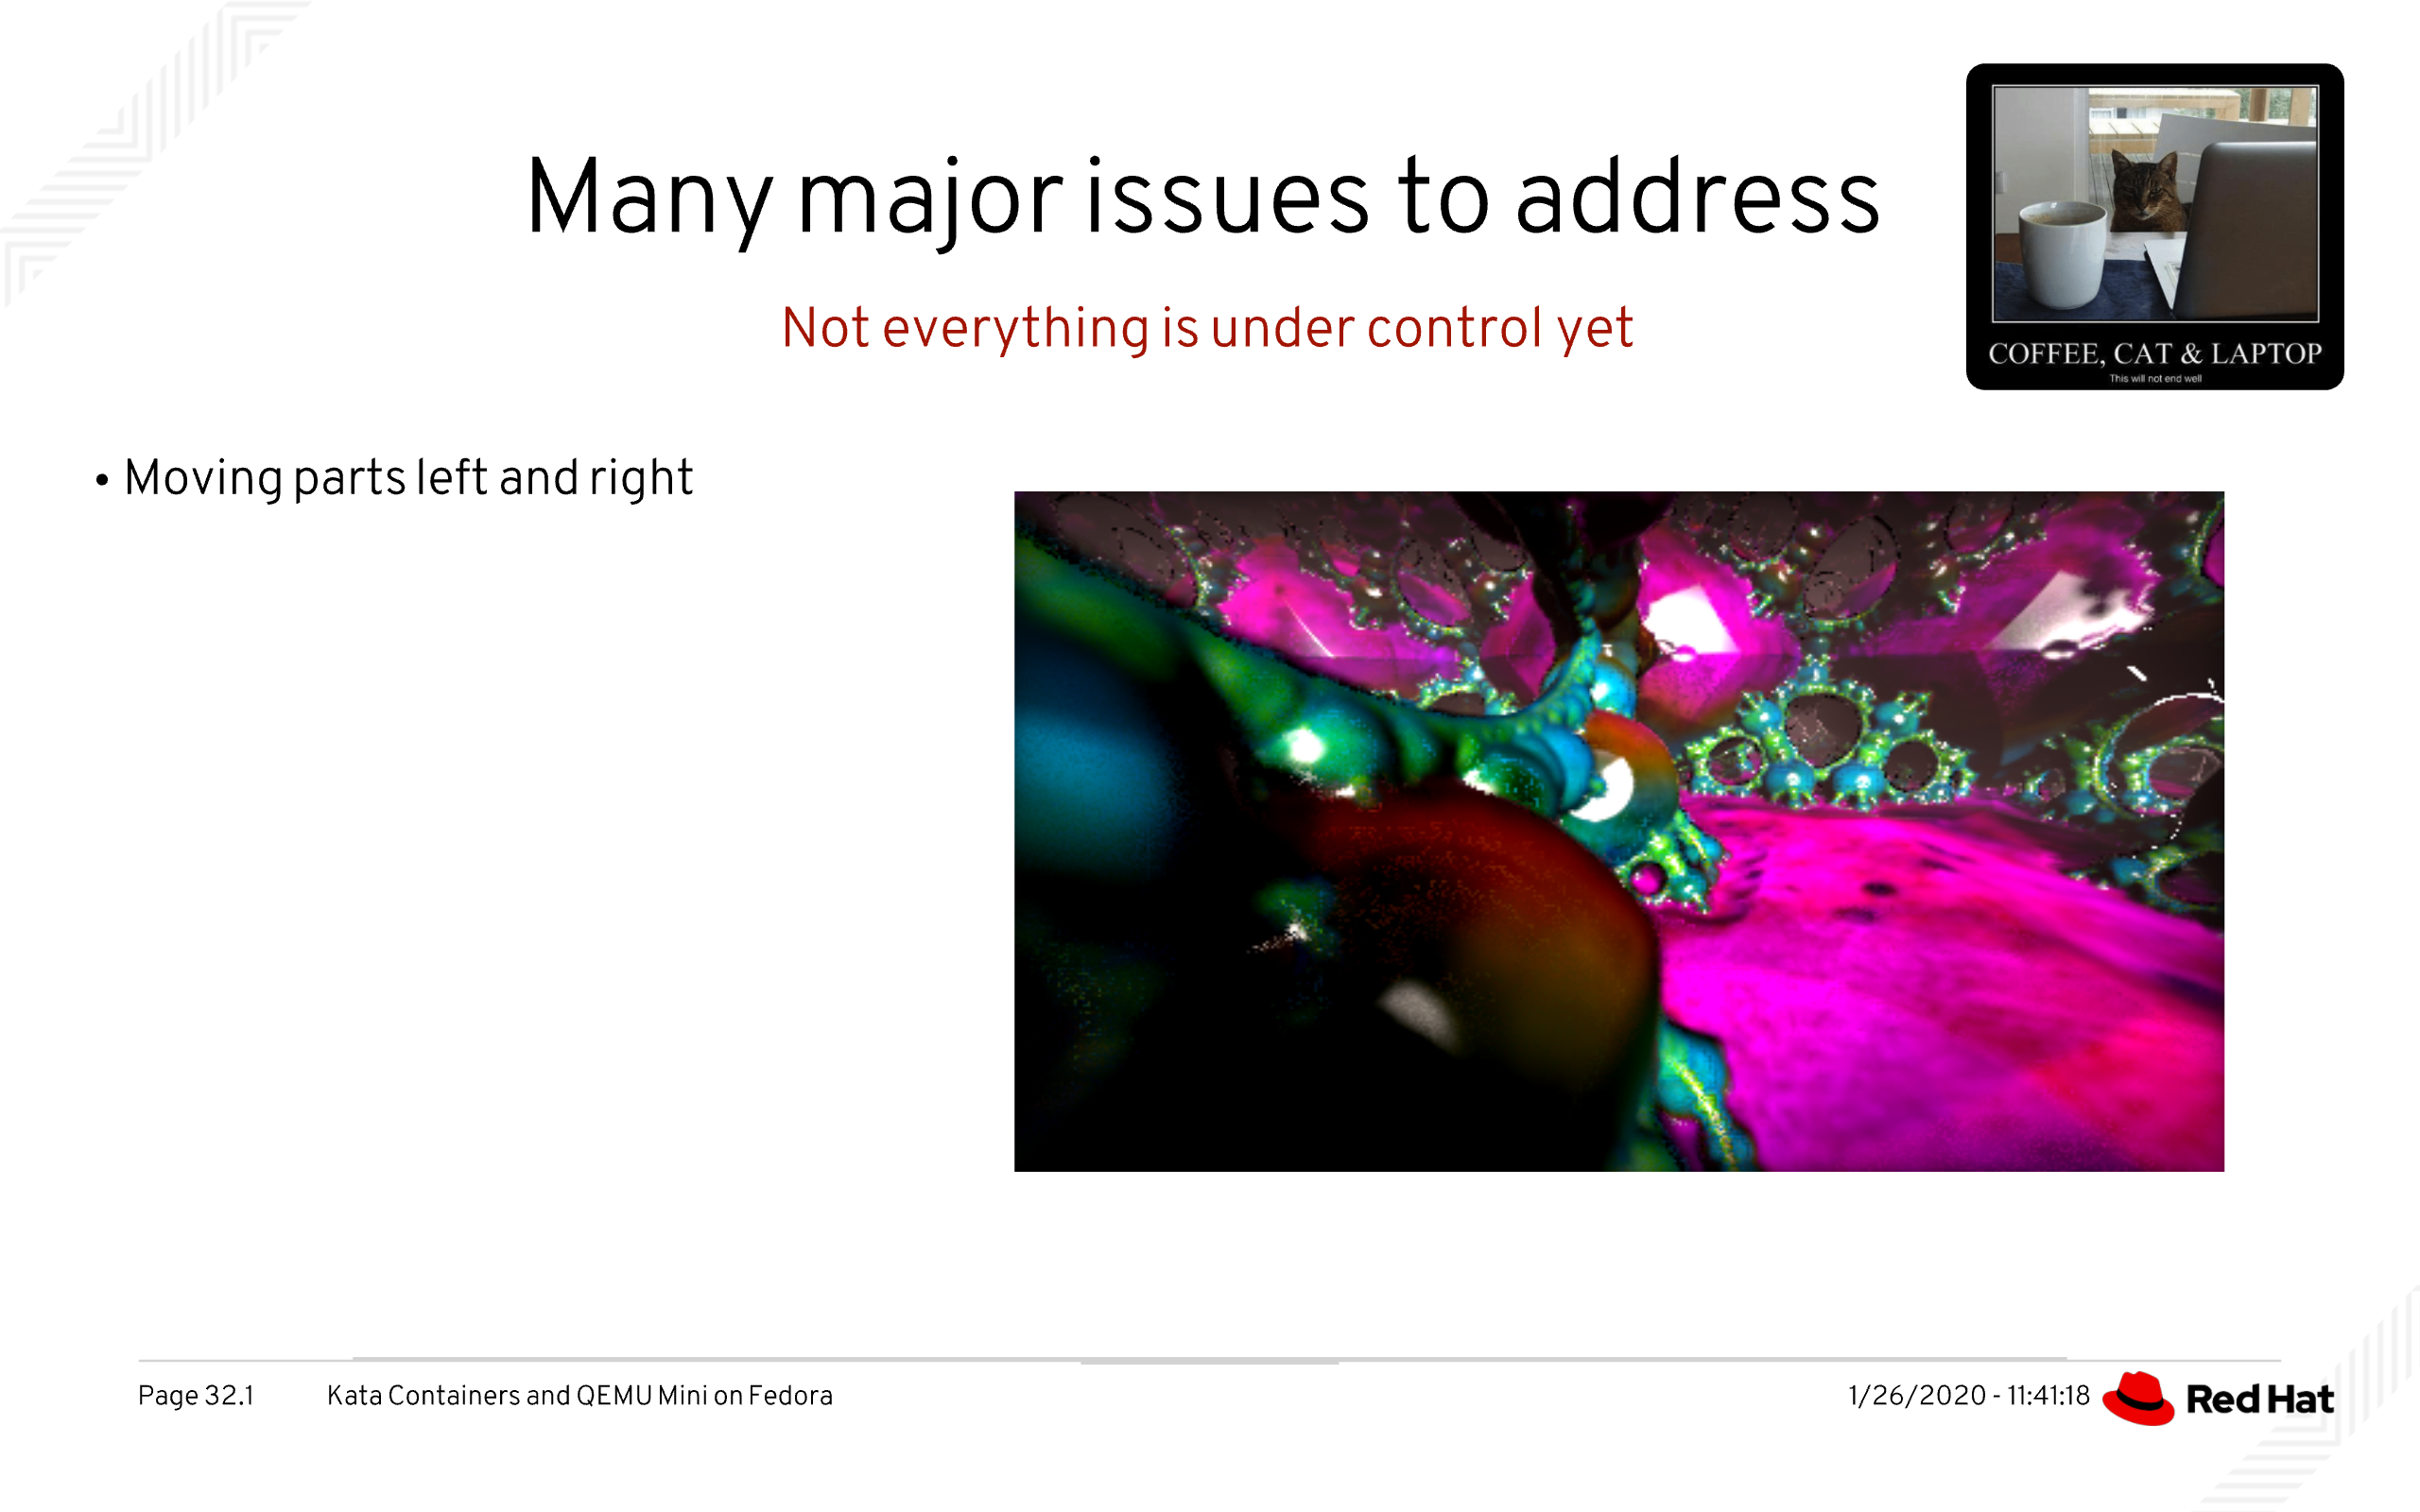 Many major issues to address
Not everything is under control yet
COFFEE, CAT & LAPTOP
This will not end well
• Moving parts left and right
Page 32.1
Kata Containers and QEMU Mini on Fedora
1/26/2020 - 11:41:18
Red Hat